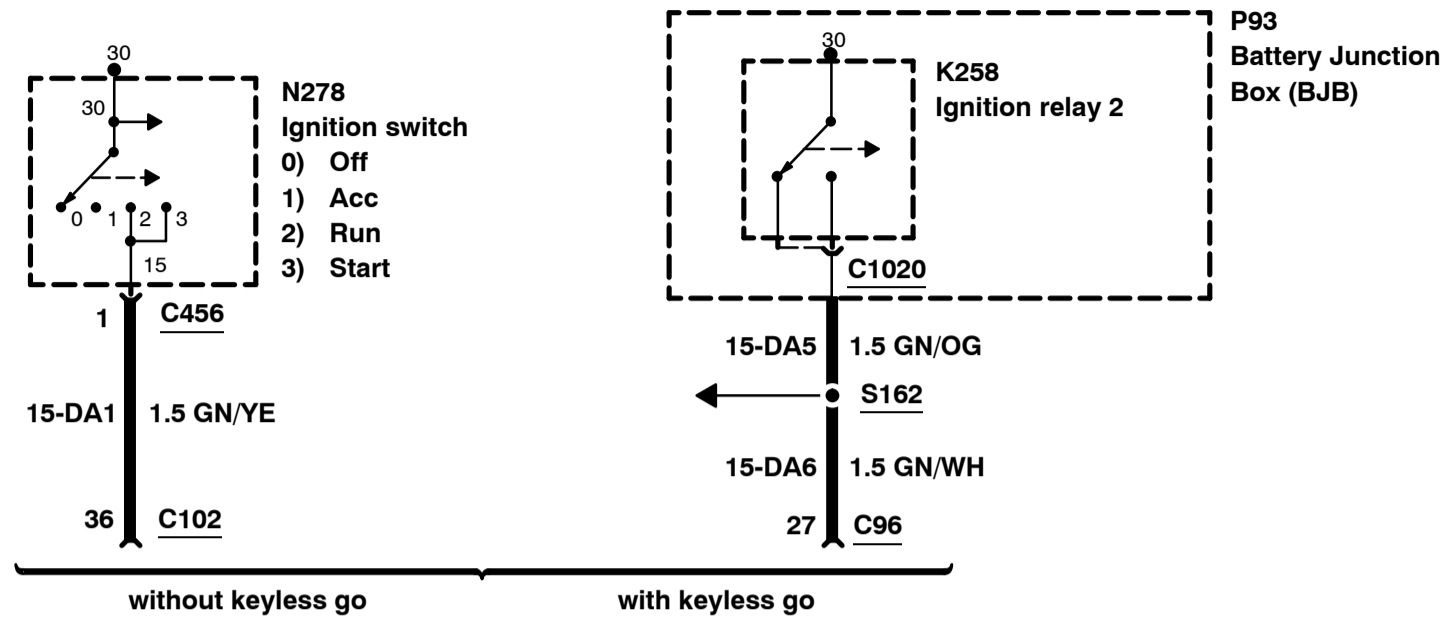 30
30
0 1 2 3
15
N278
Ignition switch
0) Off
1) Acc
2) Run
3) Start
1 C456
15-DA1 1.5 GN/YE
36 C102
without keyless go
P93
Battery Junction
Box (BJB)
30
K258
Ignition relay 2
C1020
15-DA5 1.5 GN/OG
S162
15-DA6 1.5 GN/WH
27 C96
with keyless go